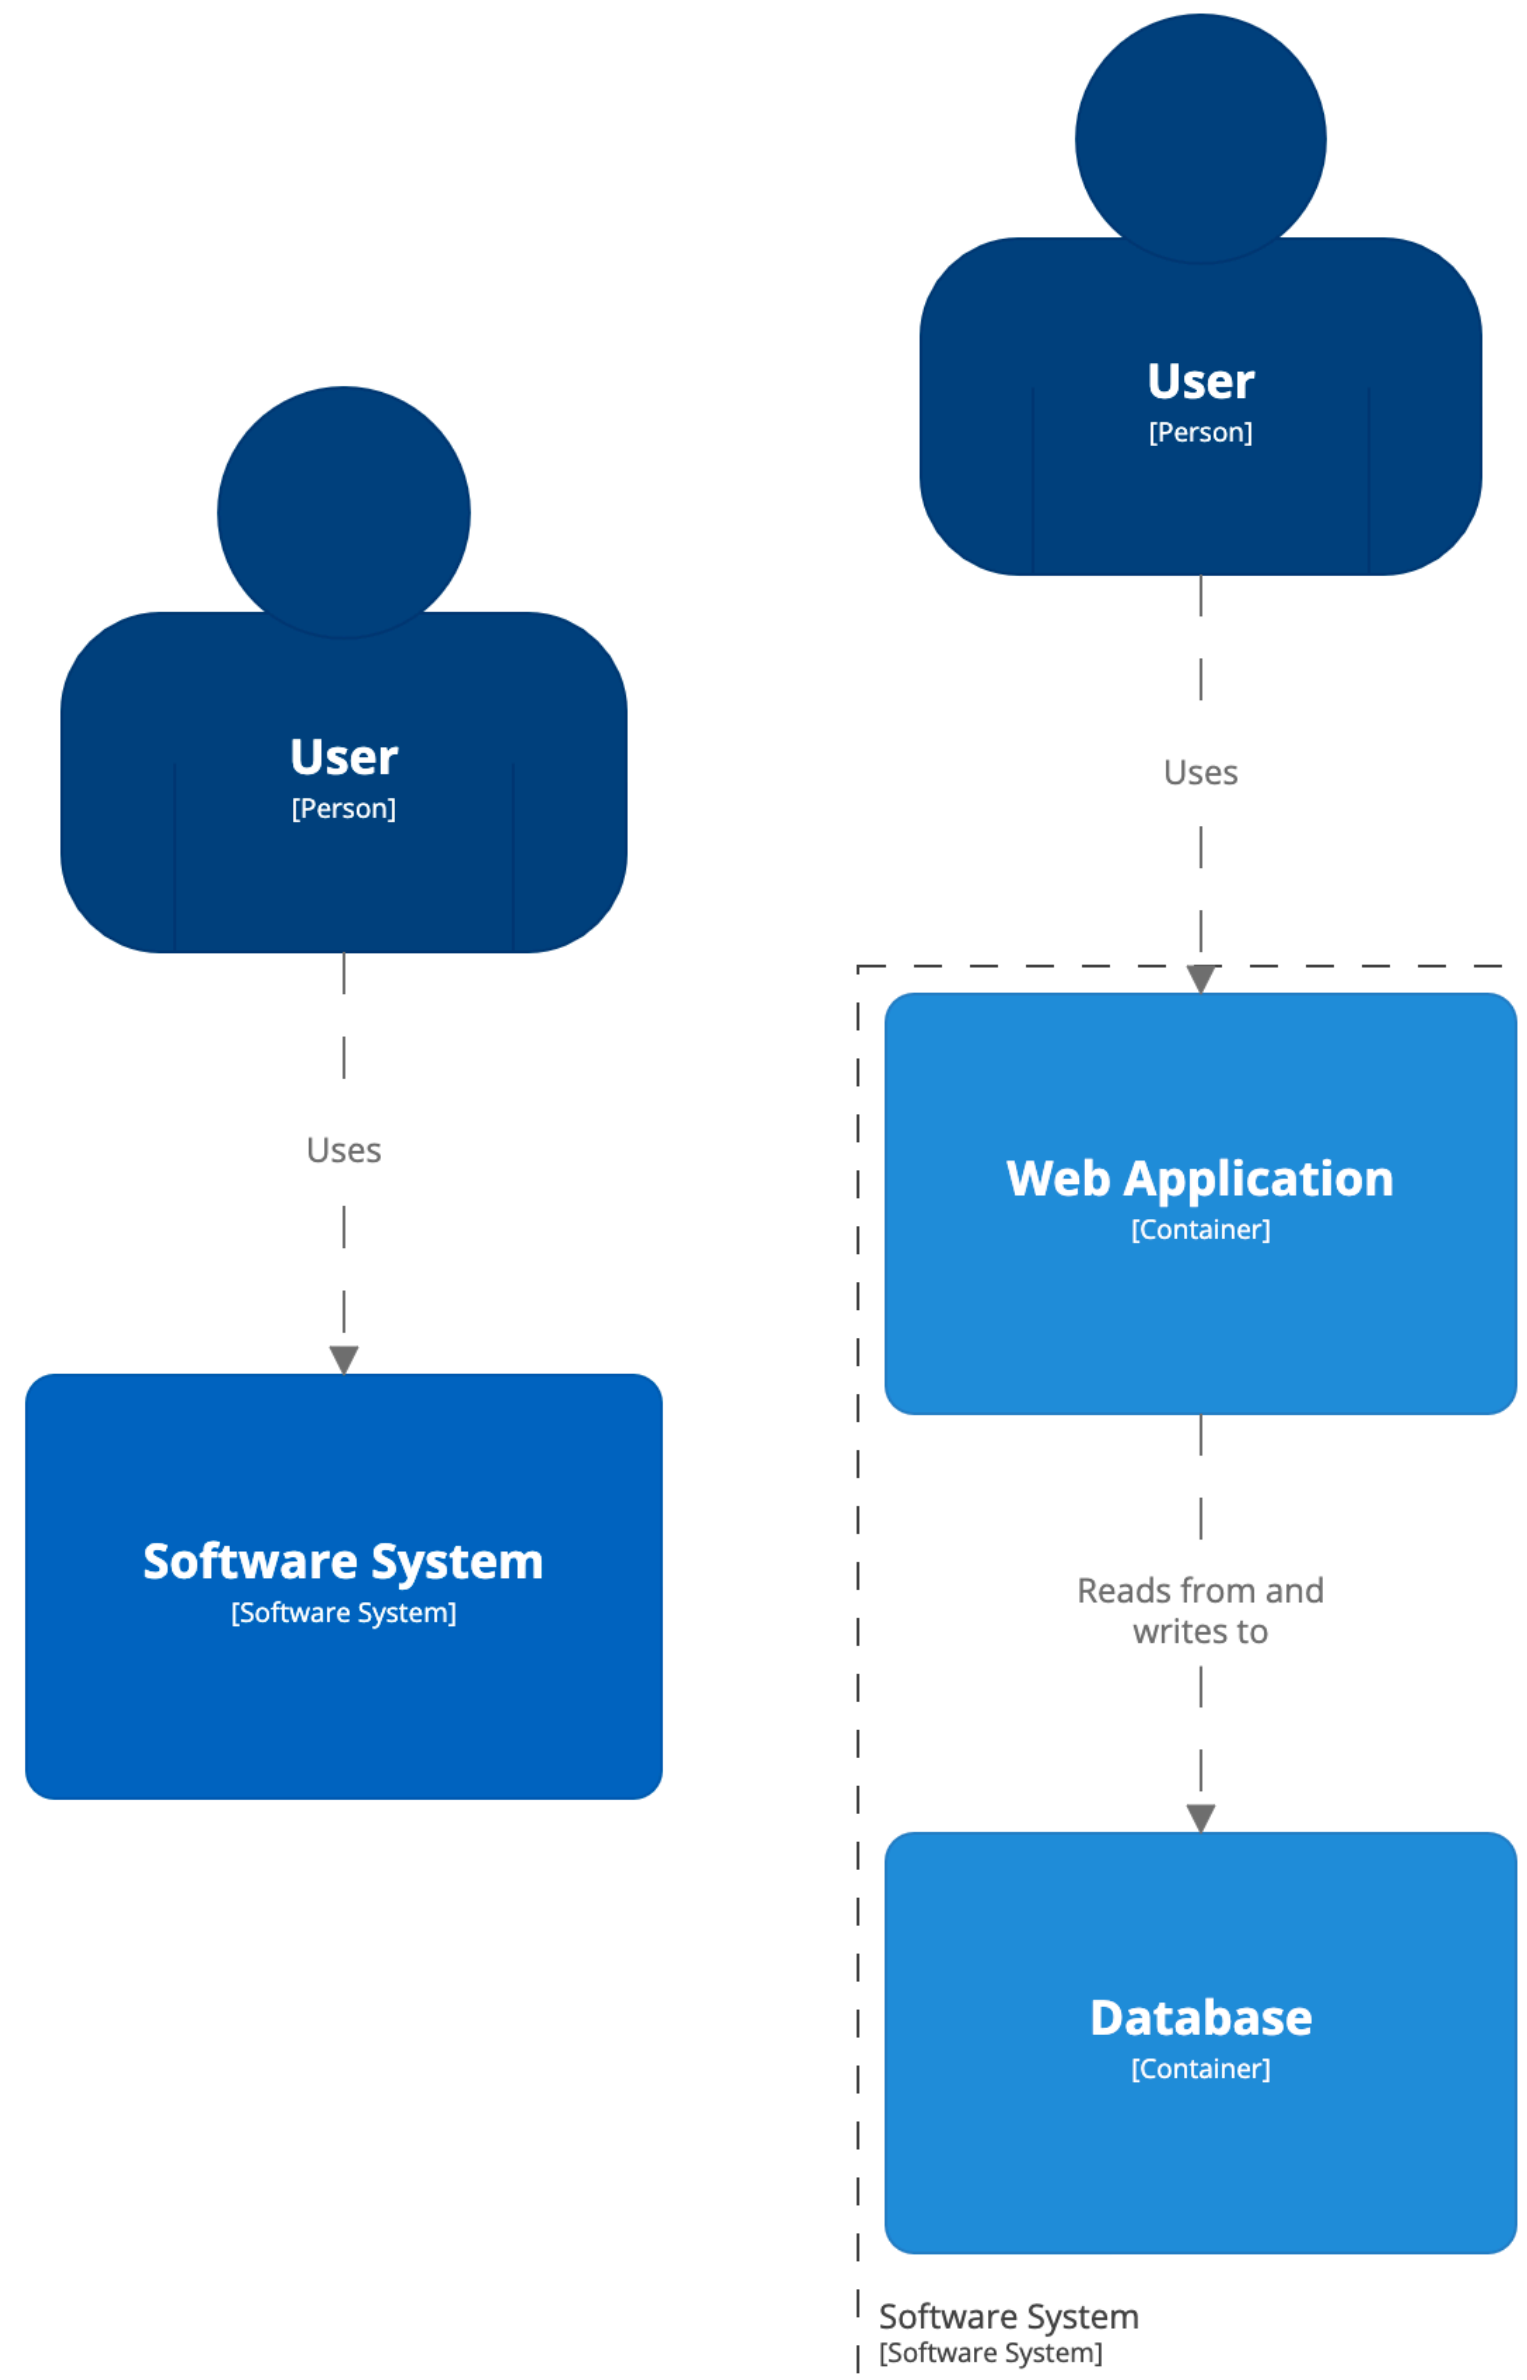 User
[Person]
Uses
Software System
[Software System]
User
[Person]
Uses
Web Application
[Container]
Reads from and
writes to
Database
[Container]
Software System
[Software System]